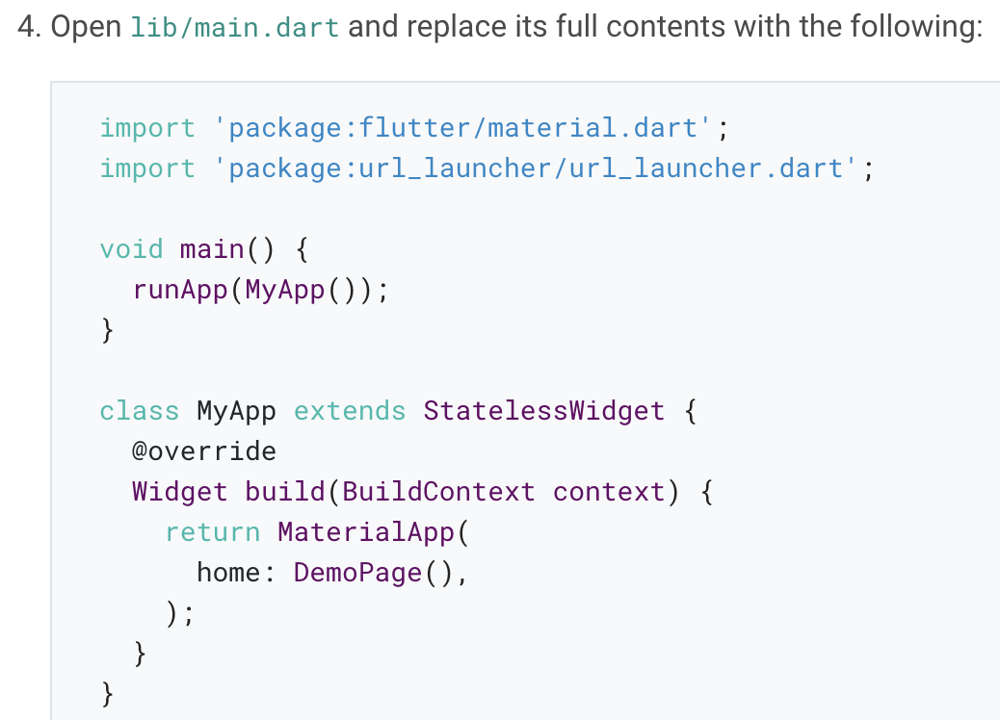 4. Open lib/main.dart and replace its full contents with the following:
import 'package:flutter/material.dart';
import 'package:url_launcher/url_launcher.dart';
void main() {
  runApp(MyApp());
}
class MyApp extends StatelessWidget {
  @override
  Widget build(BuildContext context) {
    return MaterialApp(
      home: DemoPage(),
    );
  }
}